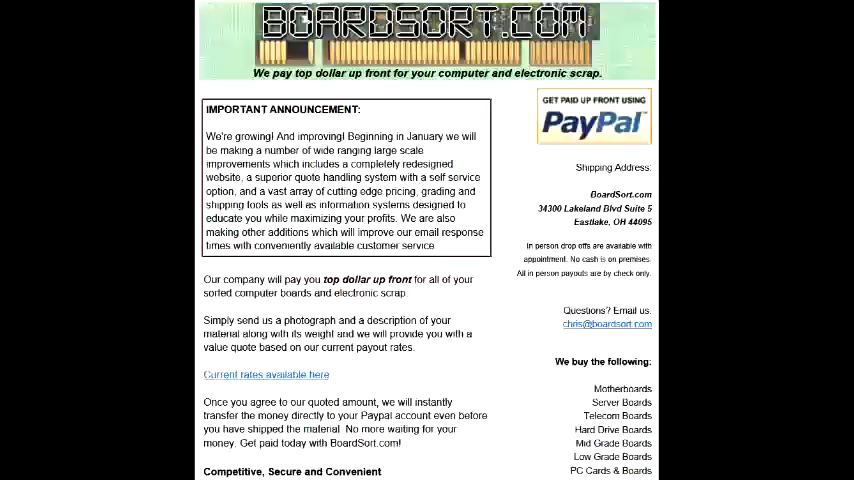 BOARDSORT.COM
We pay top dollar up front for your computer and electronic scrap.
IMPORTANT ANNOUNCEMENT:
We're growing! And improving! Beginning in January we will
be making a number of wide ranging large scale
improvements which includes a completely redesigned
website, a superior quote handling system with a self service
option, and a vast array of cutting edge pricing, grading and
shipping tools as well as information systems designed to
educate you while maximizing your profits. We are also
making other additions which will improve our email response
times with conveniently available customer service.
Our company will pay you top dollar up front for all of your
sorted computer boards and electronic scrap.
Simply send us a photograph and a description of your
material along with its weight and we will provide you with a
value quote based on our current payout rates.
Current rates available here
Once you agree to our quoted amount, we will instantly
transfer the money directly to your Paypal account even before
you have shipped the material. No more waiting for your
money. Get paid today with BoardSort.com!
Competitive, Secure and Convenient
GET PAID UP FRONT USING
PayPal
Shipping Address:
BoardSort.com
34300 Lakeland Blvd Suite 5
Eastlake, OH 44095
In person drop offs are available with
appointment. No cash is on premises.
All in person payouts are by check only.
Questions? Email us:
chris@boardsort.com
We buy the following:
Motherboards
Server Boards
Telecom Boards
Hard Drive Boards
Mid Grade Boards
Low Grade Boards
PC Cards & Boards